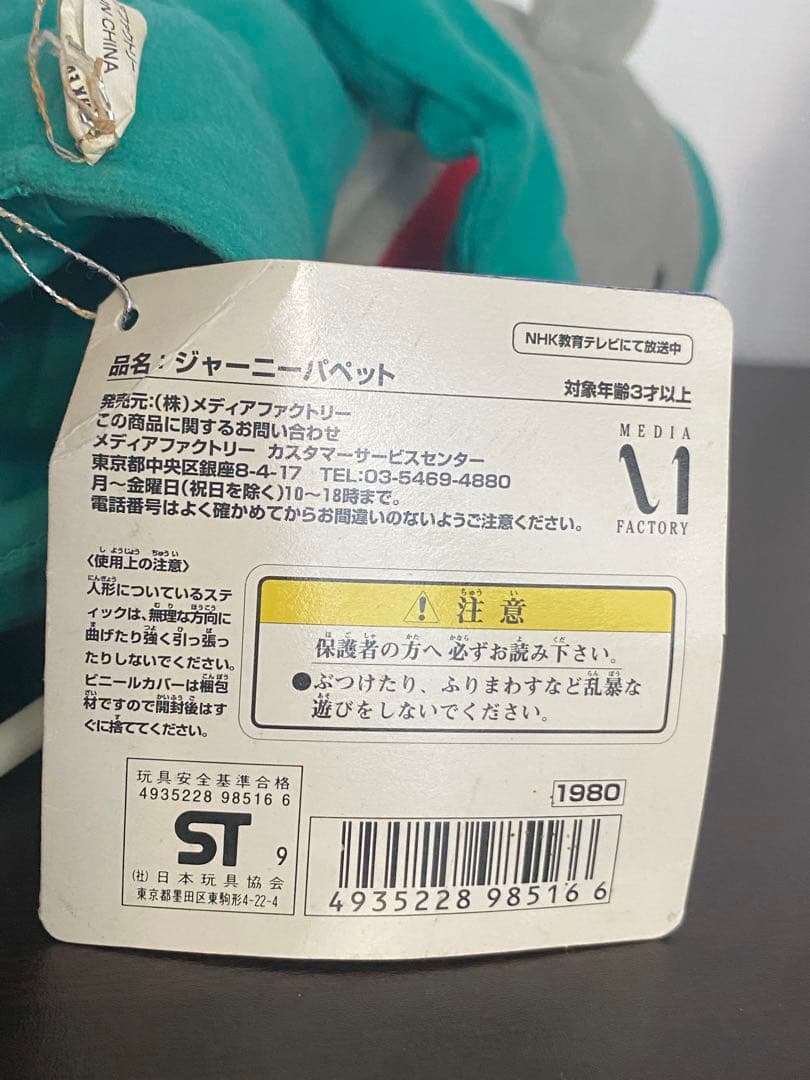 ファクトリー
IN CHINA
NHK教育テレビにて放送中
品名：ジャーニーパペット
対象年齢3才以上
発売元：(株)メディアファクトリー
この商品に関するお問い合わせ
メディアファクトリー カスタマーサービスセンター
東京都中央区銀座8-4-17 TEL:03-5469-4880
月〜金曜日(祝日を除く)10〜18時まで。
電話番号はよく確かめてからお間違いのないようご注意ください。
MEDIA
FACTORY
〈使用上の注意〉
人形についているステ
ィックは、無理な方向に
曲げたり強く引っ張っ
たりしないでください。
ビニールカバーは梱包
材ですので開封後はす
ぐに捨ててください。
注意
保護者の方へ 必ずお読み下さい。
●ぶつけたり、ふりまわすなど乱暴な
遊びをしないでください。
玩具安全基準合格
4935228 98516 6
ST 9
(社)日本玩具協会
東京都墨田区東駒形4-22-4
1980
4935228 985166